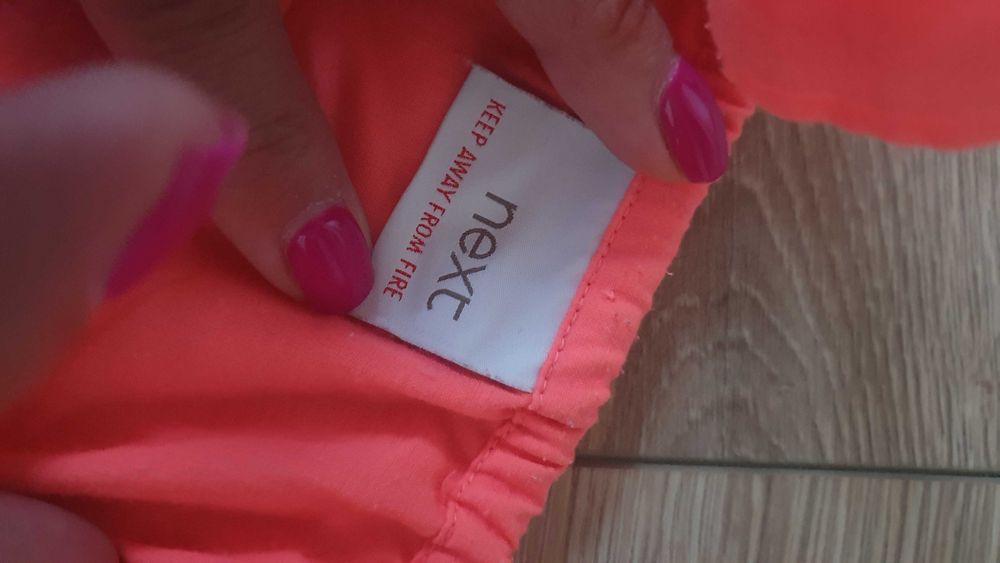 next
KEEP AWAY FROM FIRE